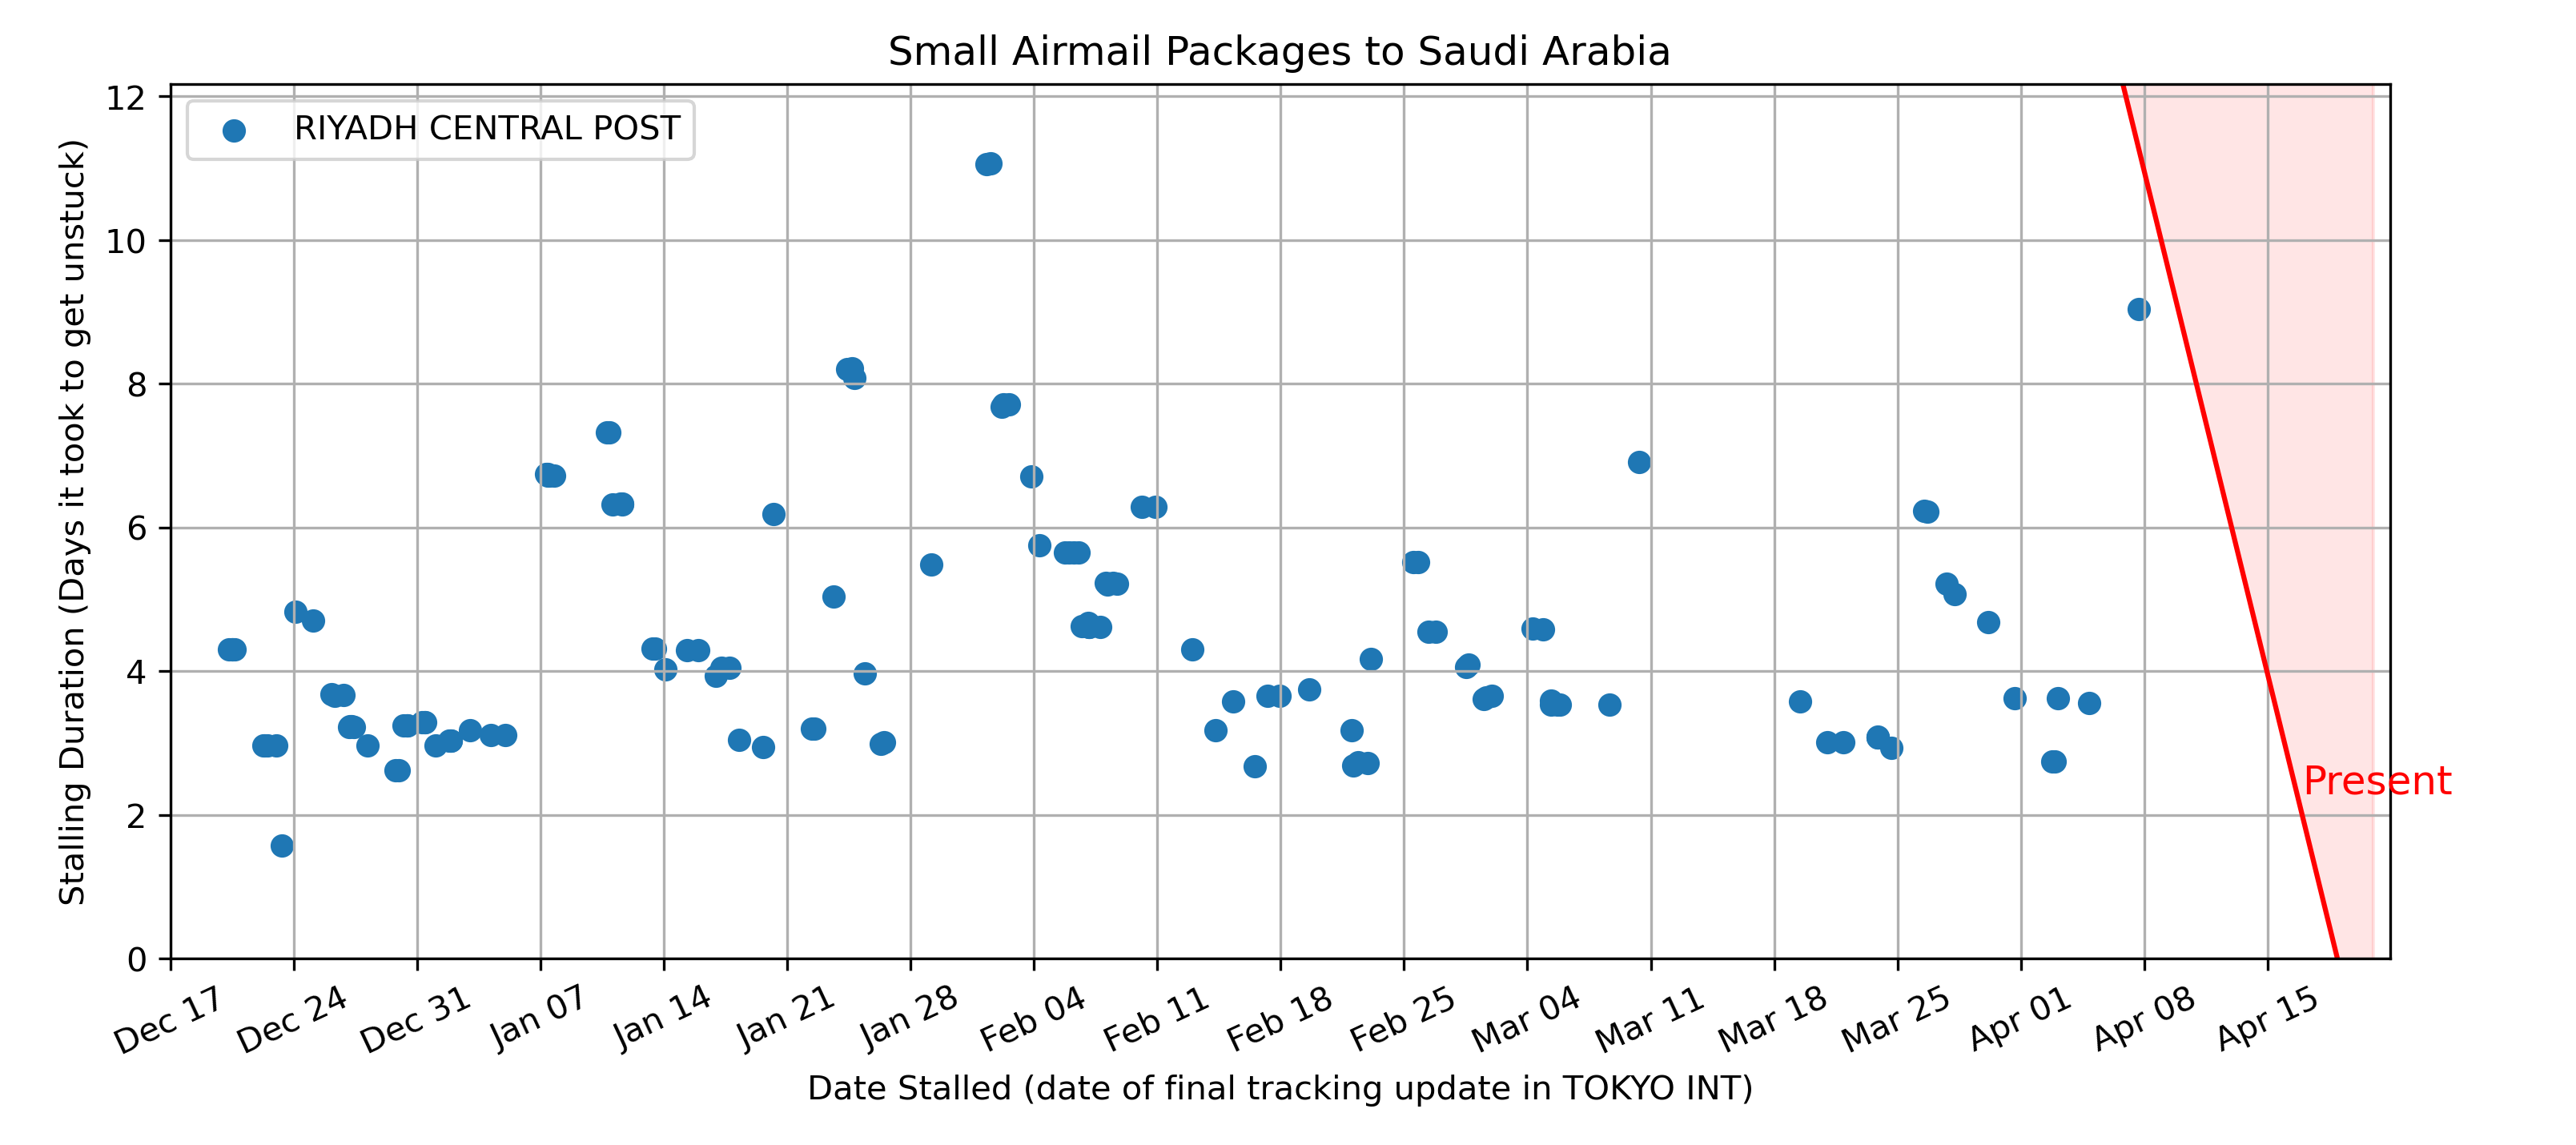 Small Airmail Packages to Saudi Arabia
RIYADH CENTRAL POST
Stalling Duration (Days it took to get unstuck)
12
10
8
6
4
2
0
Present
Dec 17
Dec 24
Dec 31
Jan 07
Jan 14
Jan 21
Jan 28
Feb 04
Feb 11
Feb 18
Feb 25
Mar 04
Mar 11
Mar 18
Mar 25
Apr 01
Apr 08
Apr 15
Date Stalled (date of final tracking update in TOKYO INT)